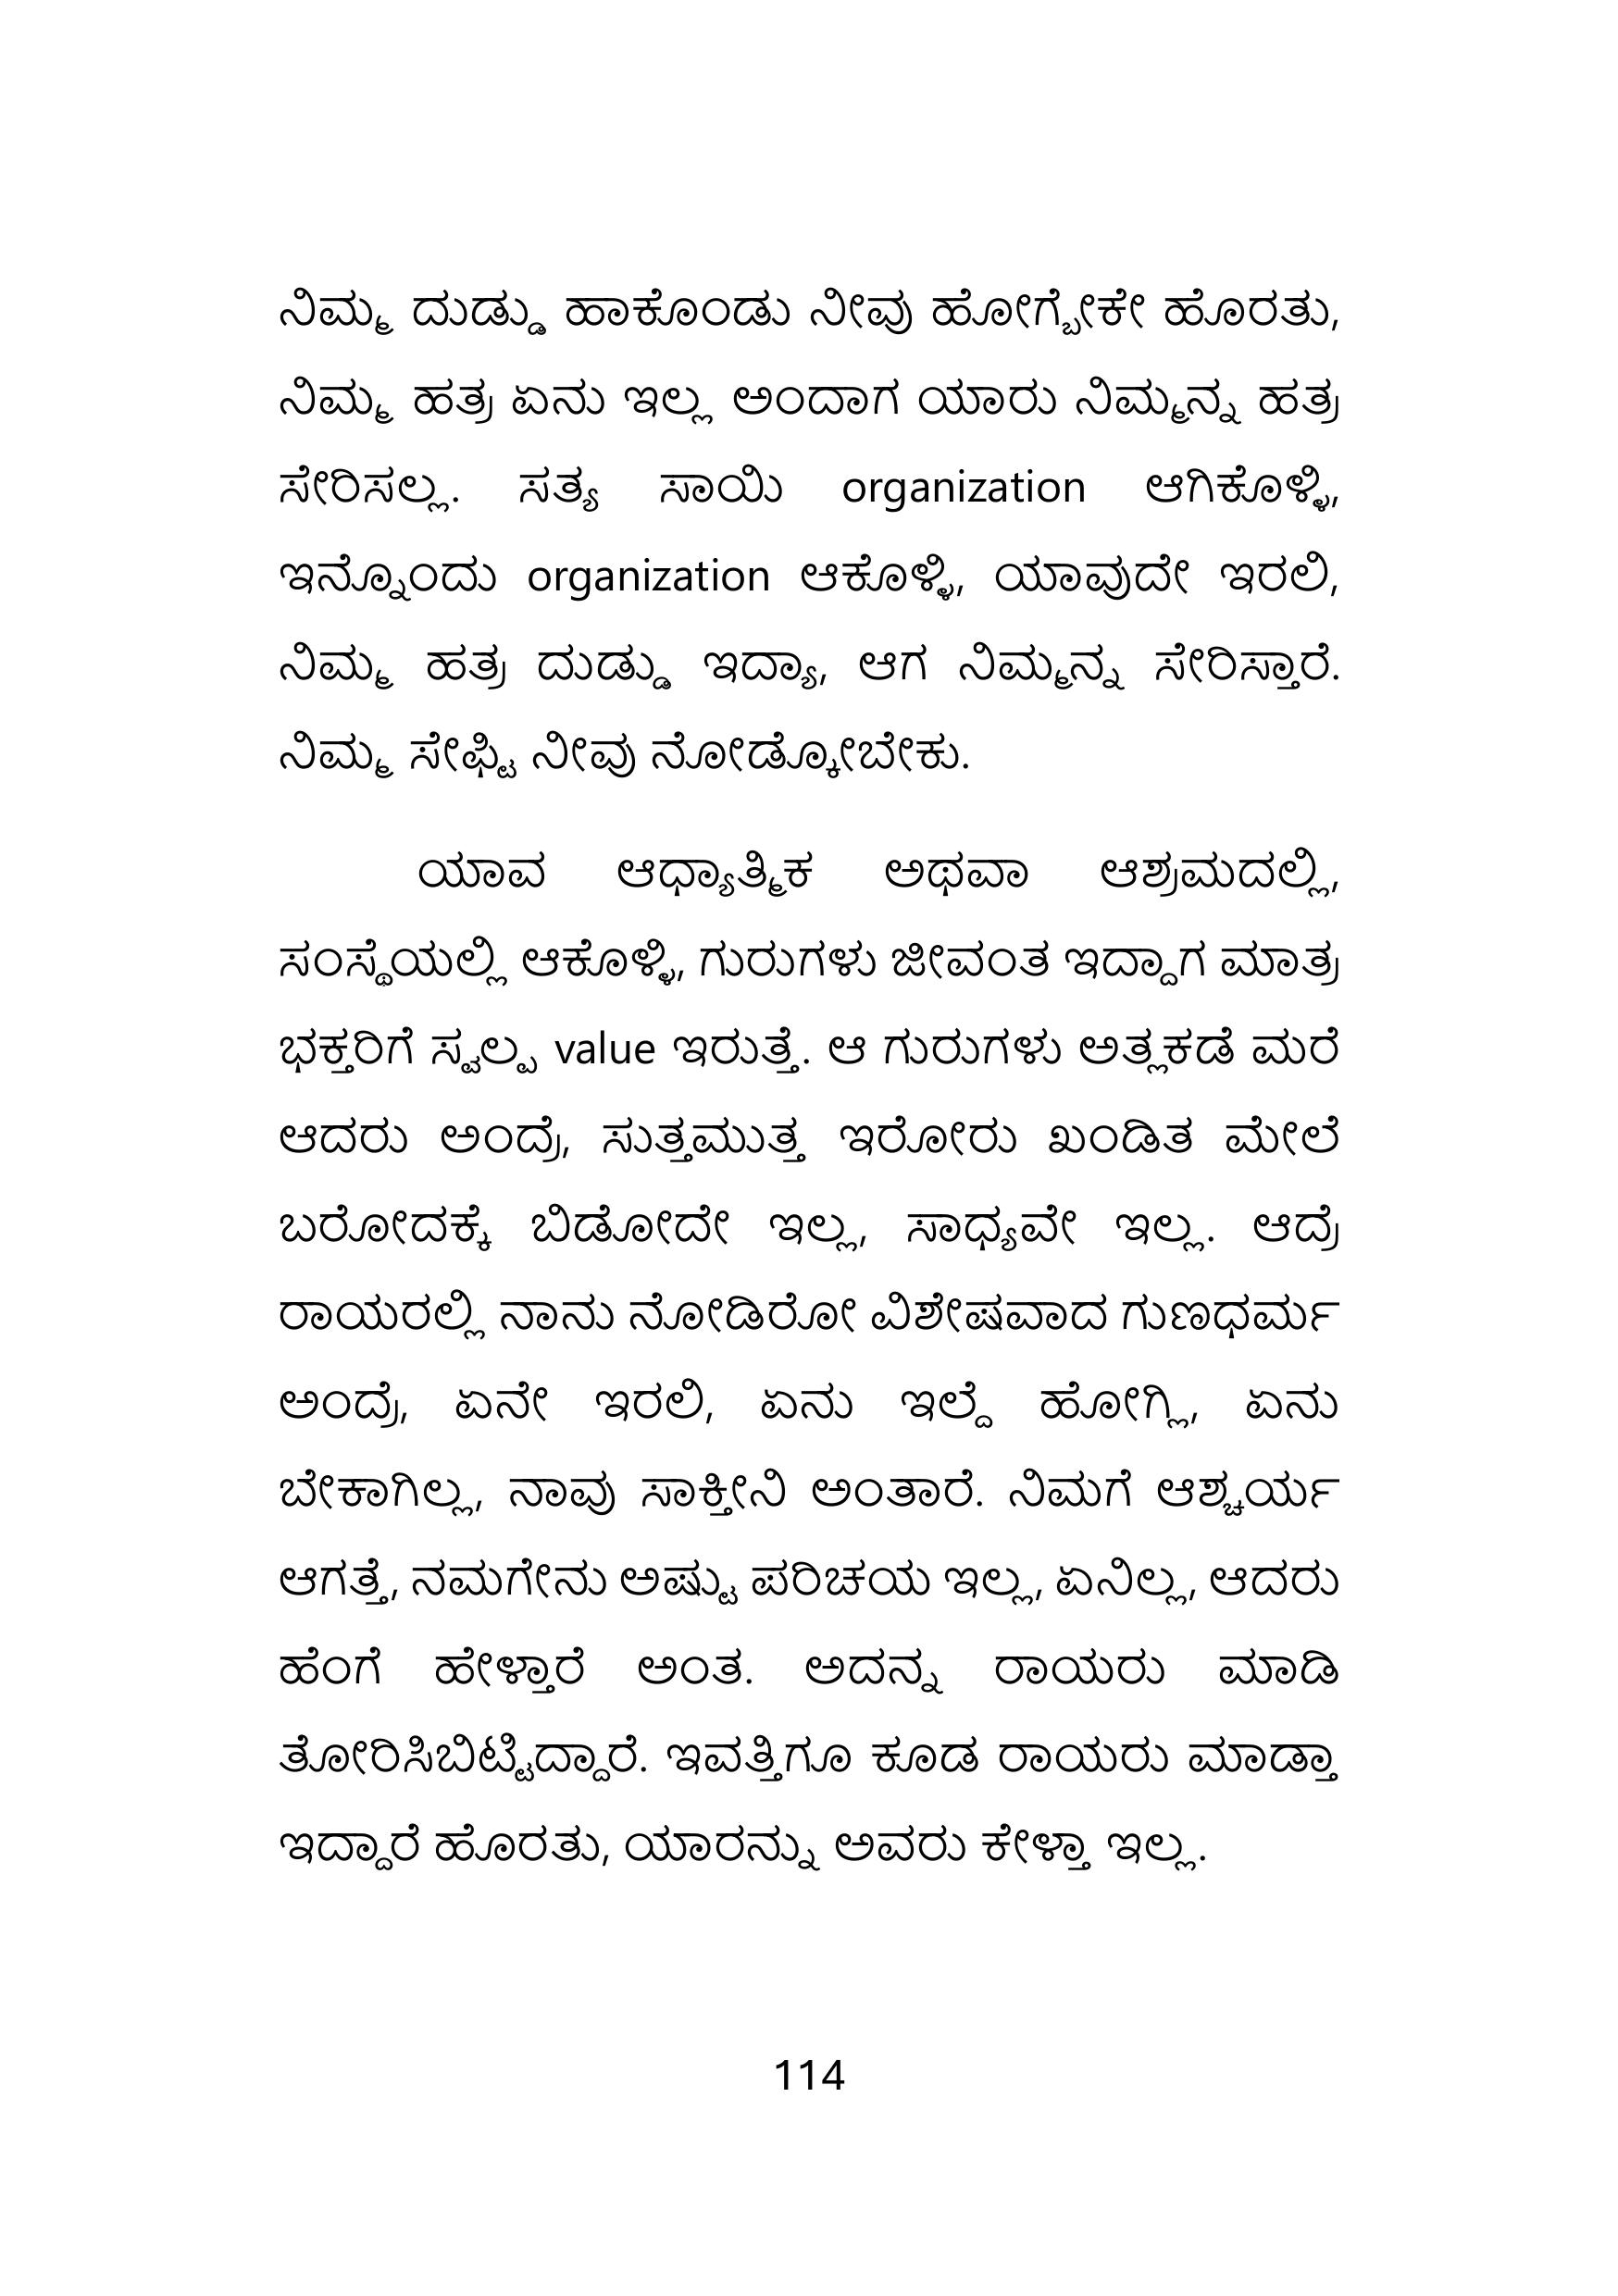 ನಿಮ್ಮ ದುಡ್ಡು ಹಾಕೊಂಡು ನೀವು ಹೋಗ್ಬೇಕೇ ಹೊರತು,
ನಿಮ್ಮ ಹತ್ರ ಏನು ಇಲ್ಲ ಅಂದಾಗ ಯಾರು ನಿಮ್ಮನ್ನ ಹತ್ರ
ಸೇರಿಸಲ್ಲ. ಸತ್ಯ ಸಾಯಿ organization ಆಗಿಕೊಳ್ಳಿ,
ಇನ್ನೊಂದು organization ಆಕೊಳ್ಳಿ, ಯಾವುದೇ ಇರಲಿ,
ನಿಮ್ಮ ಹತ್ರ ದುಡ್ಡು ಇದ್ಯಾ, ಆಗ ನಿಮ್ಮನ್ನ ಸೇರಿಸ್ತಾರೆ.
ನಿಮ್ಮ ಸೇಫ್ಟಿ ನೀವು ನೋಡ್ಕೋಬೇಕು.
ಯಾವ ಆಧ್ಯಾತ್ಮಿಕ ಅಥವಾ ಆಶ್ರಮದಲ್ಲಿ,
ಸಂಸ್ಥೆಯಲ್ಲಿ ಆಕೊಳ್ಳಿ, ಗುರುಗಳು ಜೀವಂತ ಇದ್ದಾಗ ಮಾತ್ರ
ಭಕ್ತರಿಗೆ ಸ್ವಲ್ಪ value ಇರುತ್ತೆ. ಆ ಗುರುಗಳು ಅತ್ಲಕಡೆ ಮರೆ
ಆದರು ಅಂದ್ರೆ, ಸುತ್ತಮುತ್ತ ಇರೋರು ಖಂಡಿತ ಮೇಲೆ
ಬರೋದಕ್ಕೆ ಬಿಡೋದೇ ಇಲ್ಲ, ಸಾಧ್ಯವೇ ಇಲ್ಲ. ಆದ್ರೆ
ರಾಯರಲ್ಲಿ ನಾನು ನೋಡಿರೋ ವಿಶೇಷವಾದ ಗುಣಧರ್ಮ
ಅಂದ್ರೆ, ಏನೇ ಇರಲಿ, ಏನು ಇಲ್ದೆ ಹೋಗ್ಲಿ, ಏನು
ಬೇಕಾಗಿಲ್ಲ, ನಾವು ಸಾಕ್ತೀನಿ ಅಂತಾರೆ. ನಿಮಗೆ ಆಶ್ಚರ್ಯ
ಆಗತ್ತೆ, ನಮಗೇನು ಅಷ್ಟು ಪರಿಚಯ ಇಲ್ಲ, ಏನಿಲ್ಲ, ಆದರು
ಹೆಂಗೆ ಹೇಳ್ತಾರೆ ಅಂತ. ಅದನ್ನ ರಾಯರು ಮಾಡಿ
ತೋರಿಸಿಬಿಟ್ಟಿದ್ದಾರೆ. ಇವತ್ತಿಗೂ ಕೂಡ ರಾಯರು ಮಾಡ್ತಾ
ಇದ್ದಾರೆ ಹೊರತು, ಯಾರನ್ನು ಅವರು ಕೇಳ್ತಾ ಇಲ್ಲ.
114